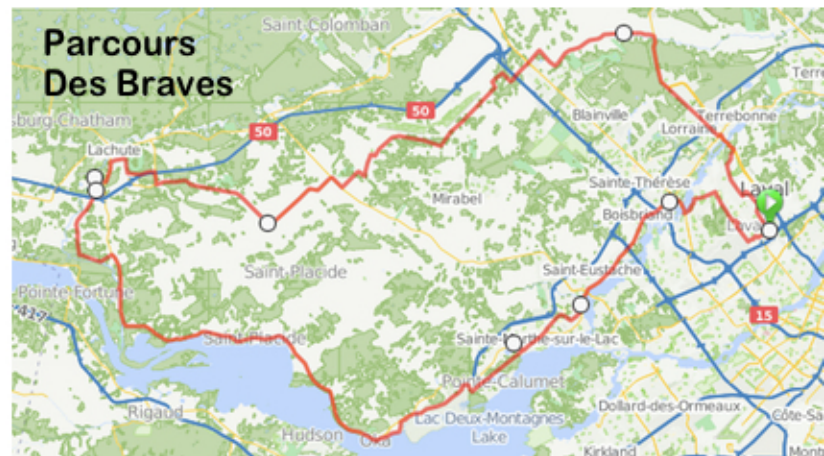 Parcours
Des Braves
Saint-Colomban
50
50
sburg-Chatham
Lachute
Blainville
Terrebonne
Lorraine
Mirabel
Sainte-Thérèse
Boisbriand
Laval
Saint-Placide
Saint-Eustache
Pointe Fortune
417
15
Saint-Placide
Sainte-Marthe-sur-le-Lac
Pointe-Calumet
Rigaud
Hudson
Oka
Lac Deux-Montagnes
Lake
Dollard-des-Ormeaux
Côte-Sa
Kirkland
Mont